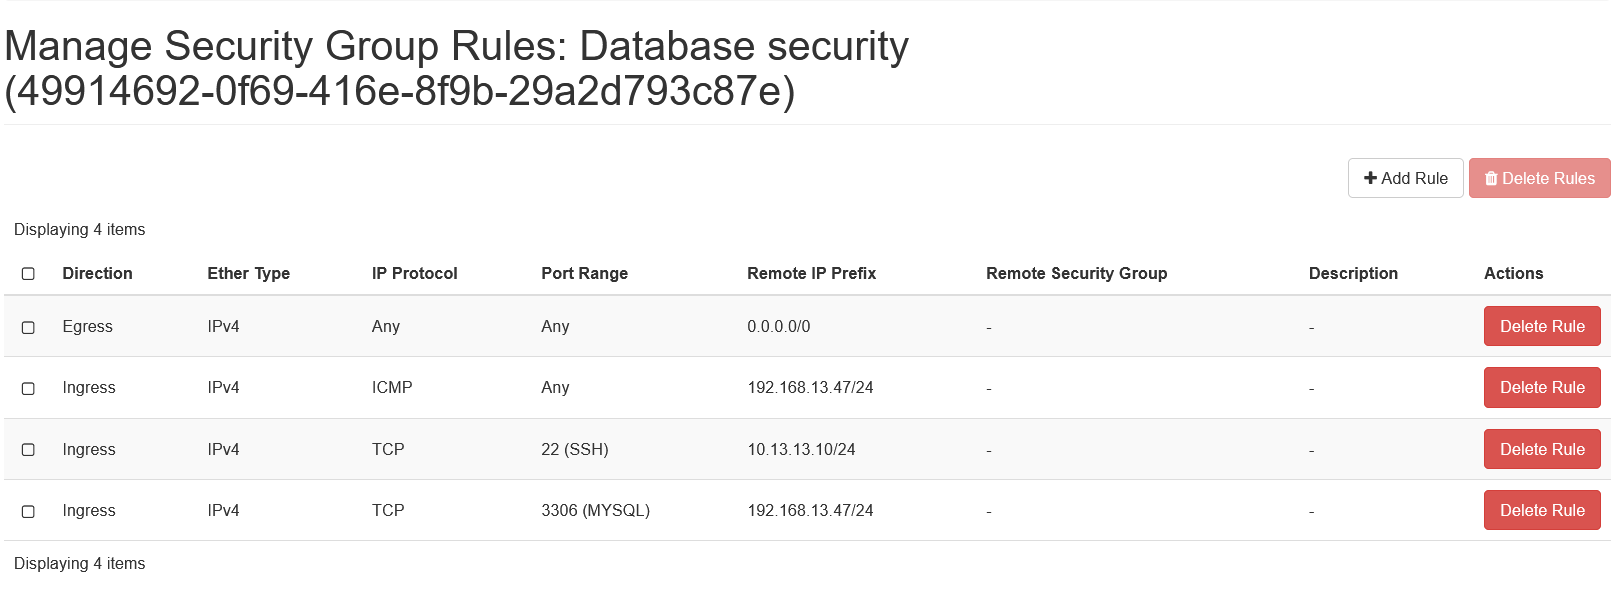 Manage Security Group Rules: Database security
(49914692-0f69-416e-8f9b-29a2d793c87e)
Add Rule Delete Rules
Displaying 4 items
Direction Ether Type IP Protocol Port Range Remote IP Prefix Remote Security Group Description Actions
Egress IPv4 Any Any 0.0.0.0/0 - - Delete Rule
Ingress IPv4 ICMP Any 192.168.13.47/24 - - Delete Rule
Ingress IPv4 TCP 22 (SSH) 10.13.13.10/24 - - Delete Rule
Ingress IPv4 TCP 3306 (MYSQL) 192.168.13.47/24 - - Delete Rule
Displaying 4 items